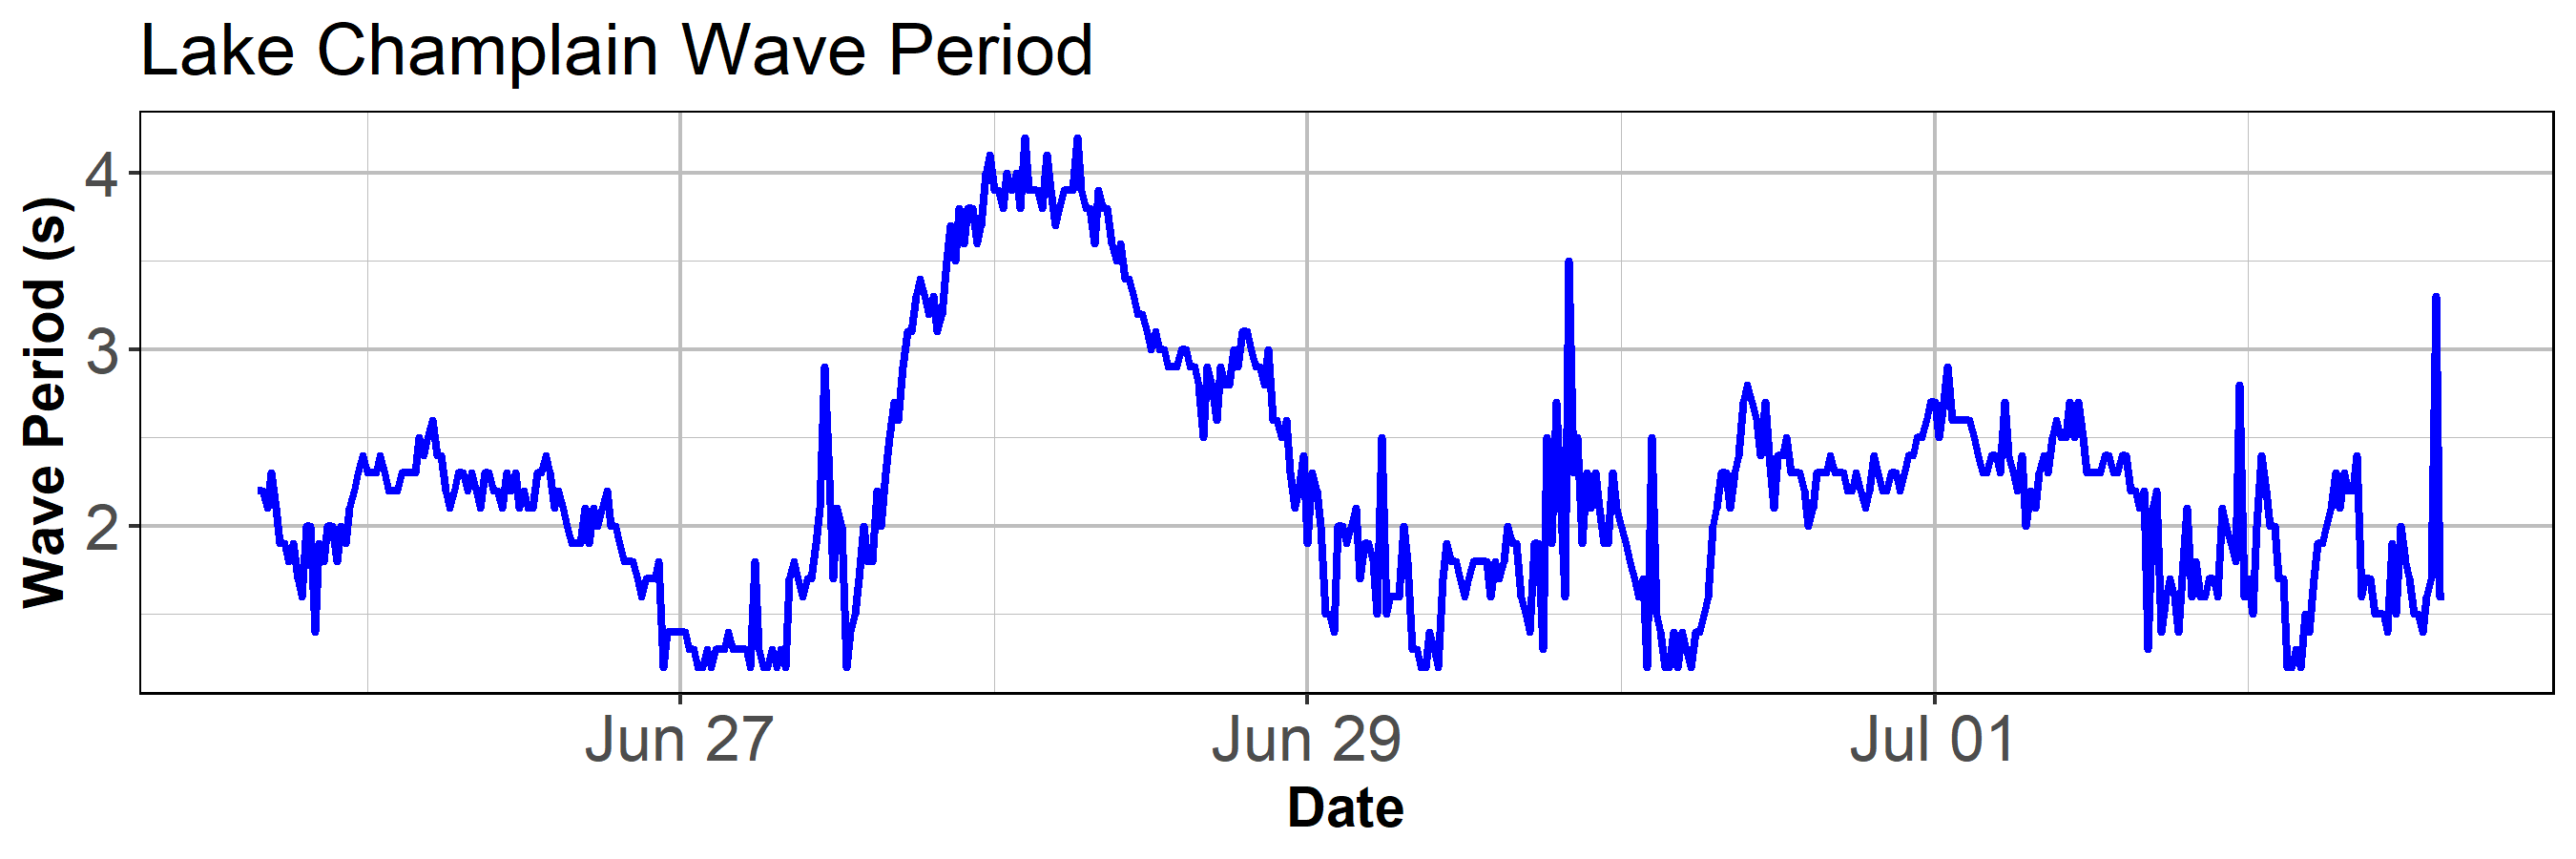 Lake Champlain Wave Period
Wave Period (s)
4
3
2
Jun 27 Jun 29 Jul 01
Date